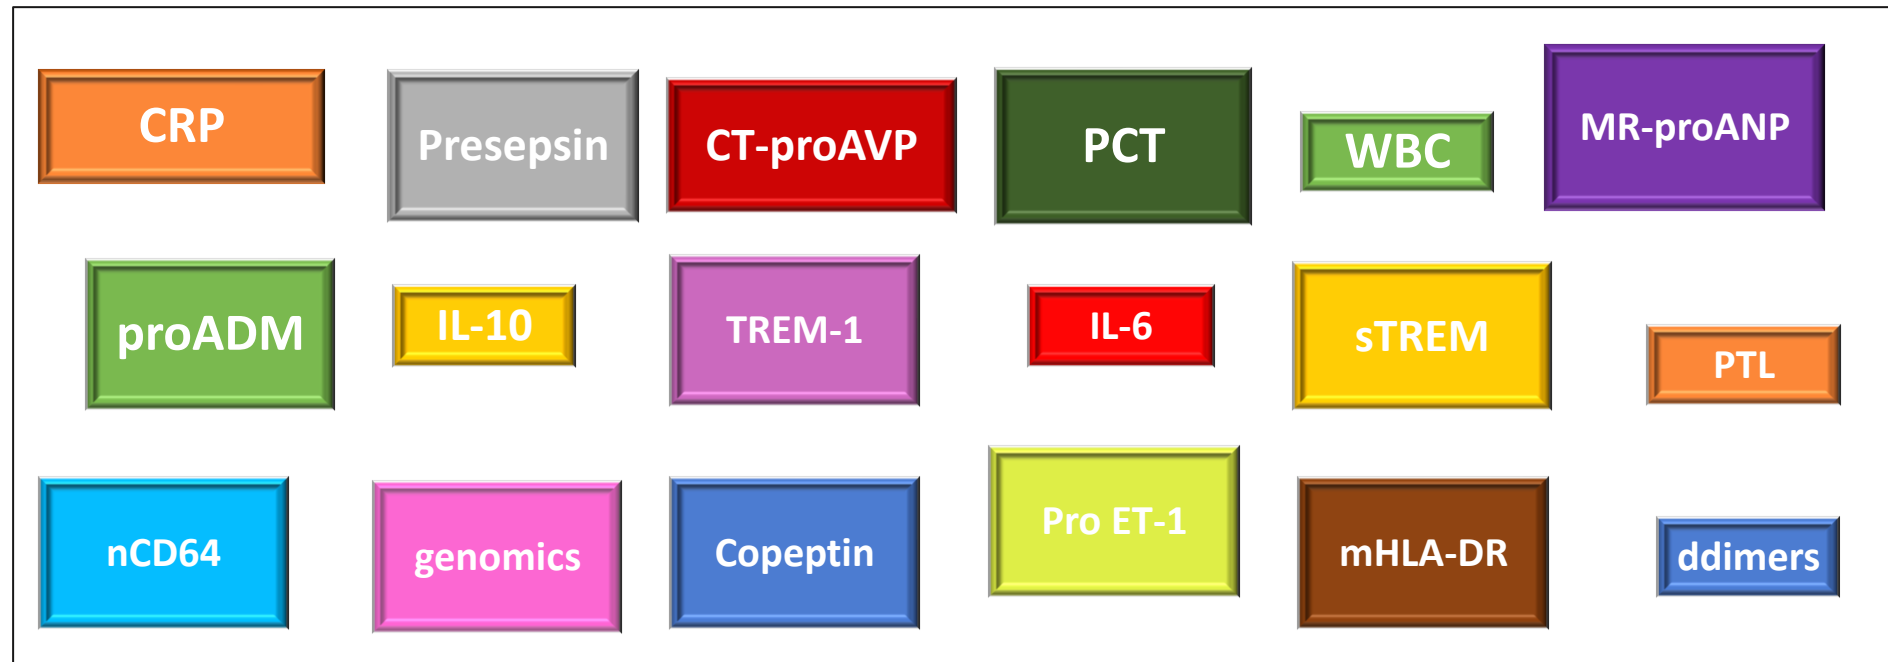 CRP
Presepsin
CT-proAVP
PCT
WBC
MR-proANP
proADM
IL-10
TREM-1
IL-6
sTREM
PTL
nCD64
genomics
Copeptin
Pro ET-1
mHLA-DR
ddimers